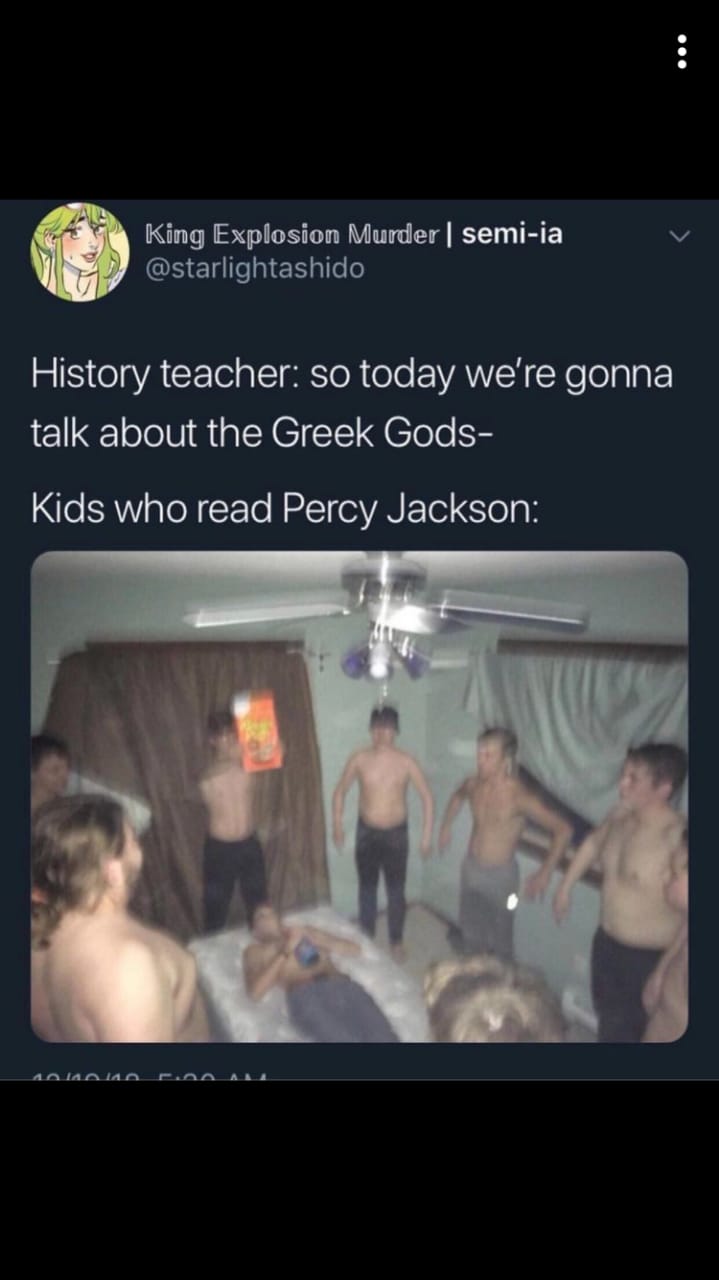 King Explosion Murder | semi-ia
@starlightashido
History teacher: so today we're gonna
talk about the Greek Gods-
Kids who read Percy Jackson: